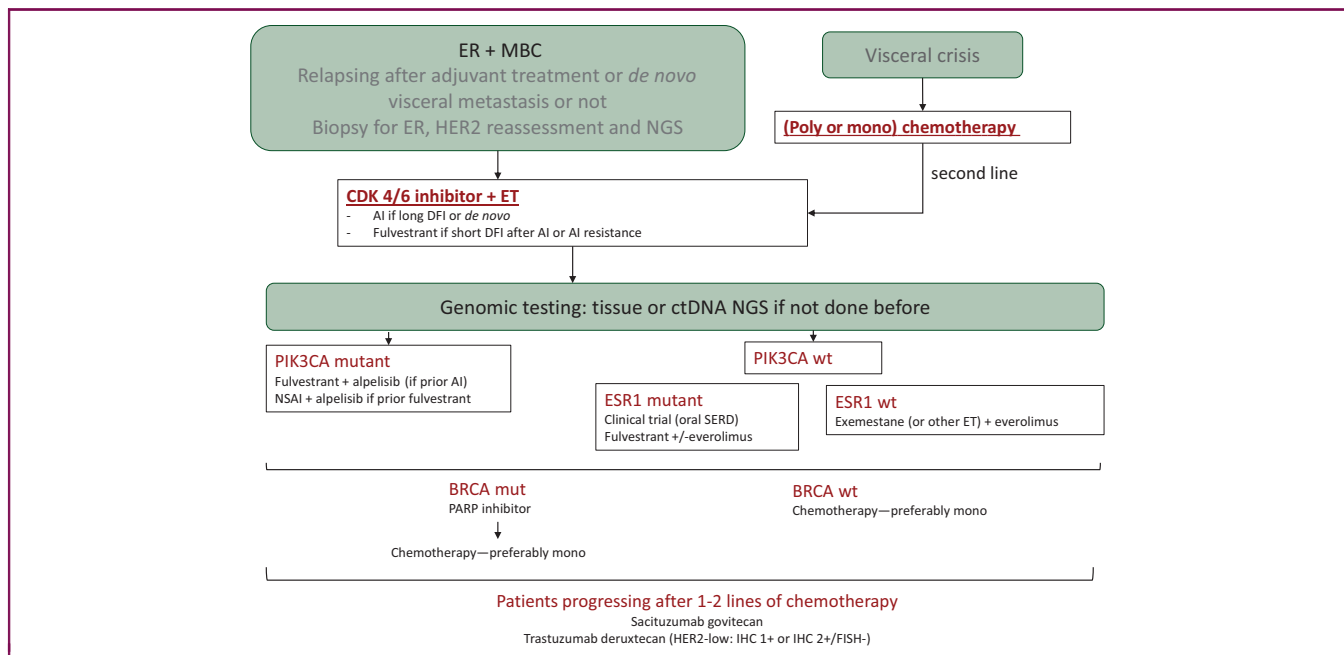 ER + MBC
Relapsing after adjuvant treatment or de novo
visceral metastasis or not
Biopsy for ER, HER2 reassessment and NGS
Visceral crisis
(Poly or mono) chemotherapy
second line
CDK 4/6 inhibitor + ET
- AI if long DFI or de novo
- Fulvestrant if short DFI after AI or AI resistance
Genomic testing: tissue or ctDNA NGS if not done before
PIK3CA mutant
Fulvestrant + alpelisib (if prior AI)
NSAI + alpelisib if prior fulvestrant
PIK3CA wt
ESR1 mutant
Clinical trial (oral SERD)
Fulvestrant +/-everolimus
ESR1 wt
Exemestane (or other ET) + everolimus
BRCA mut
PARP inhibitor
Chemotherapy—preferably mono
BRCA wt
Chemotherapy—preferably mono
Patients progressing after 1-2 lines of chemotherapy
Sacituzumab govitecan
Trastuzumab deruxtecan (HER2-low: IHC 1+ or IHC 2+/FISH-)